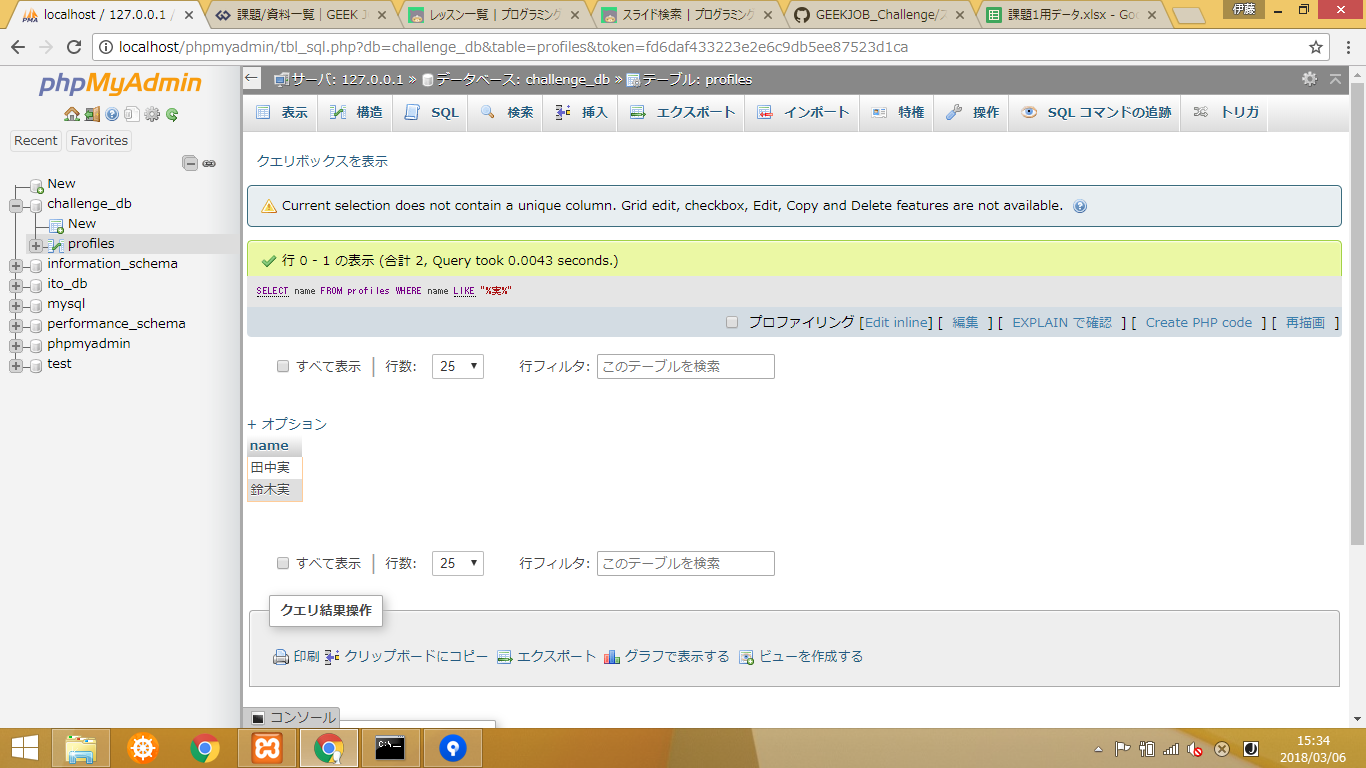 localhost / 127.0.0.1 /
課題/資料一覧 | GEEK J
レッスン一覧 | プログラミング
スライド検索 | プログラミング
GEEKJOB_Challenge/ス
課題1用データ.xlsx - Goo
伊藤
localhost/phpmyadmin/tbl_sql.php?db=challenge_db&table=profiles&token=fd6daf433223e2e6c9db5ee87523d1ca
phpMyAdmin
Recent Favorites
New
challenge_db
New
profiles
information_schema
ito_db
mysql
performance_schema
phpmyadmin
test
サーバ: 127.0.0.1 » データベース: challenge_db » テーブル: profiles
表示 構造 SQL 検索 挿入 エクスポート インポート 特権 操作 SQL コマンドの追跡 トリガ
クエリボックスを表示
Current selection does not contain a unique column. Grid edit, checkbox, Edit, Copy and Delete features are not available.
行 0 - 1 の表示 (合計 2, Query took 0.0043 seconds.)
SELECT name FROM profiles WHERE name LIKE "%実%"
プロファイリング [Edit inline] [ 編集 ] [ EXPLAIN で確認 ] [ Create PHP code ] [ 再描画 ]
すべて表示 | 行数: 25 行フィルタ: このテーブルを検索
+ オプション
name
田中実
鈴木実
すべて表示 | 行数: 25 行フィルタ: このテーブルを検索
クエリ結果操作
印刷 クリップボードにコピー エクスポート グラフで表示する ビューを作成する
コンソール
C:\
15:34
2018/03/06